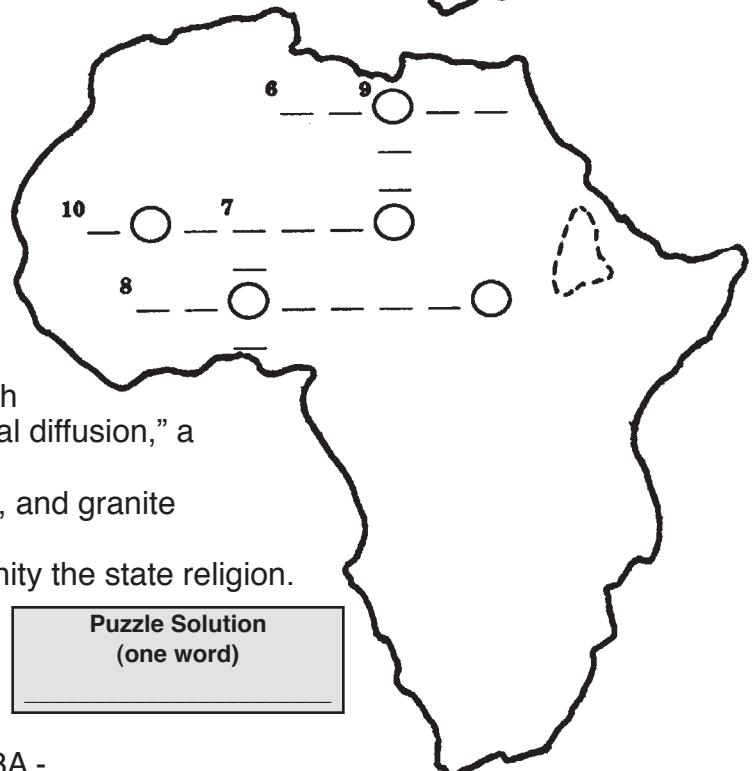 6 9
10 7
8
h
al diffusion,” a
, and granite
nity the state religion.
Puzzle Solution
(one word)
BA -